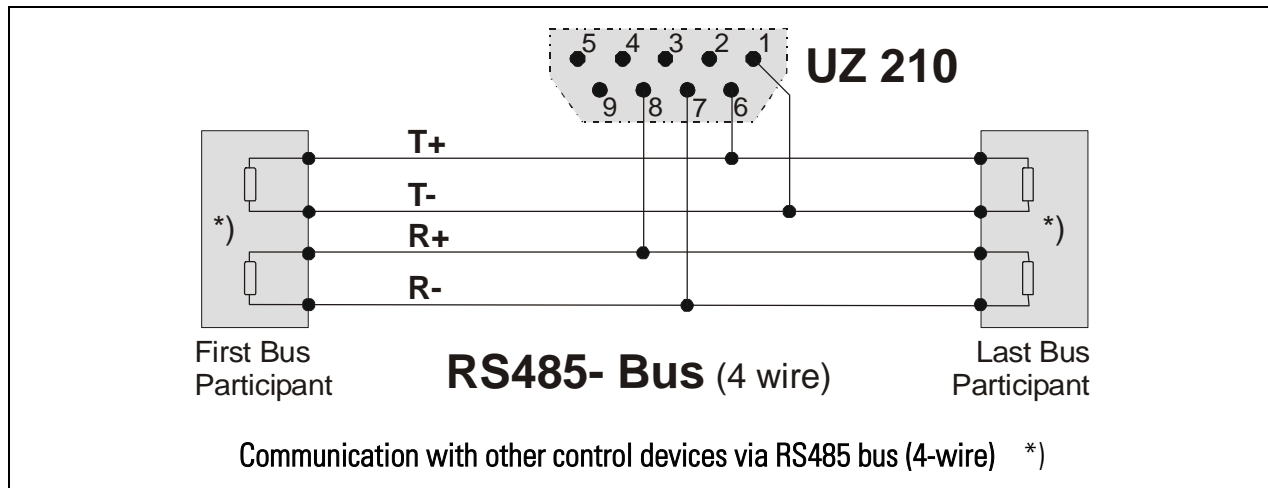 5 4 3 2 1
UZ 210
9 8 7 6
T+
T-
*)
*)
R+
R-
First Bus
Participant
RS485- Bus (4 wire)
Last Bus
Participant
Communication with other control devices via RS485 bus (4-wire) *)